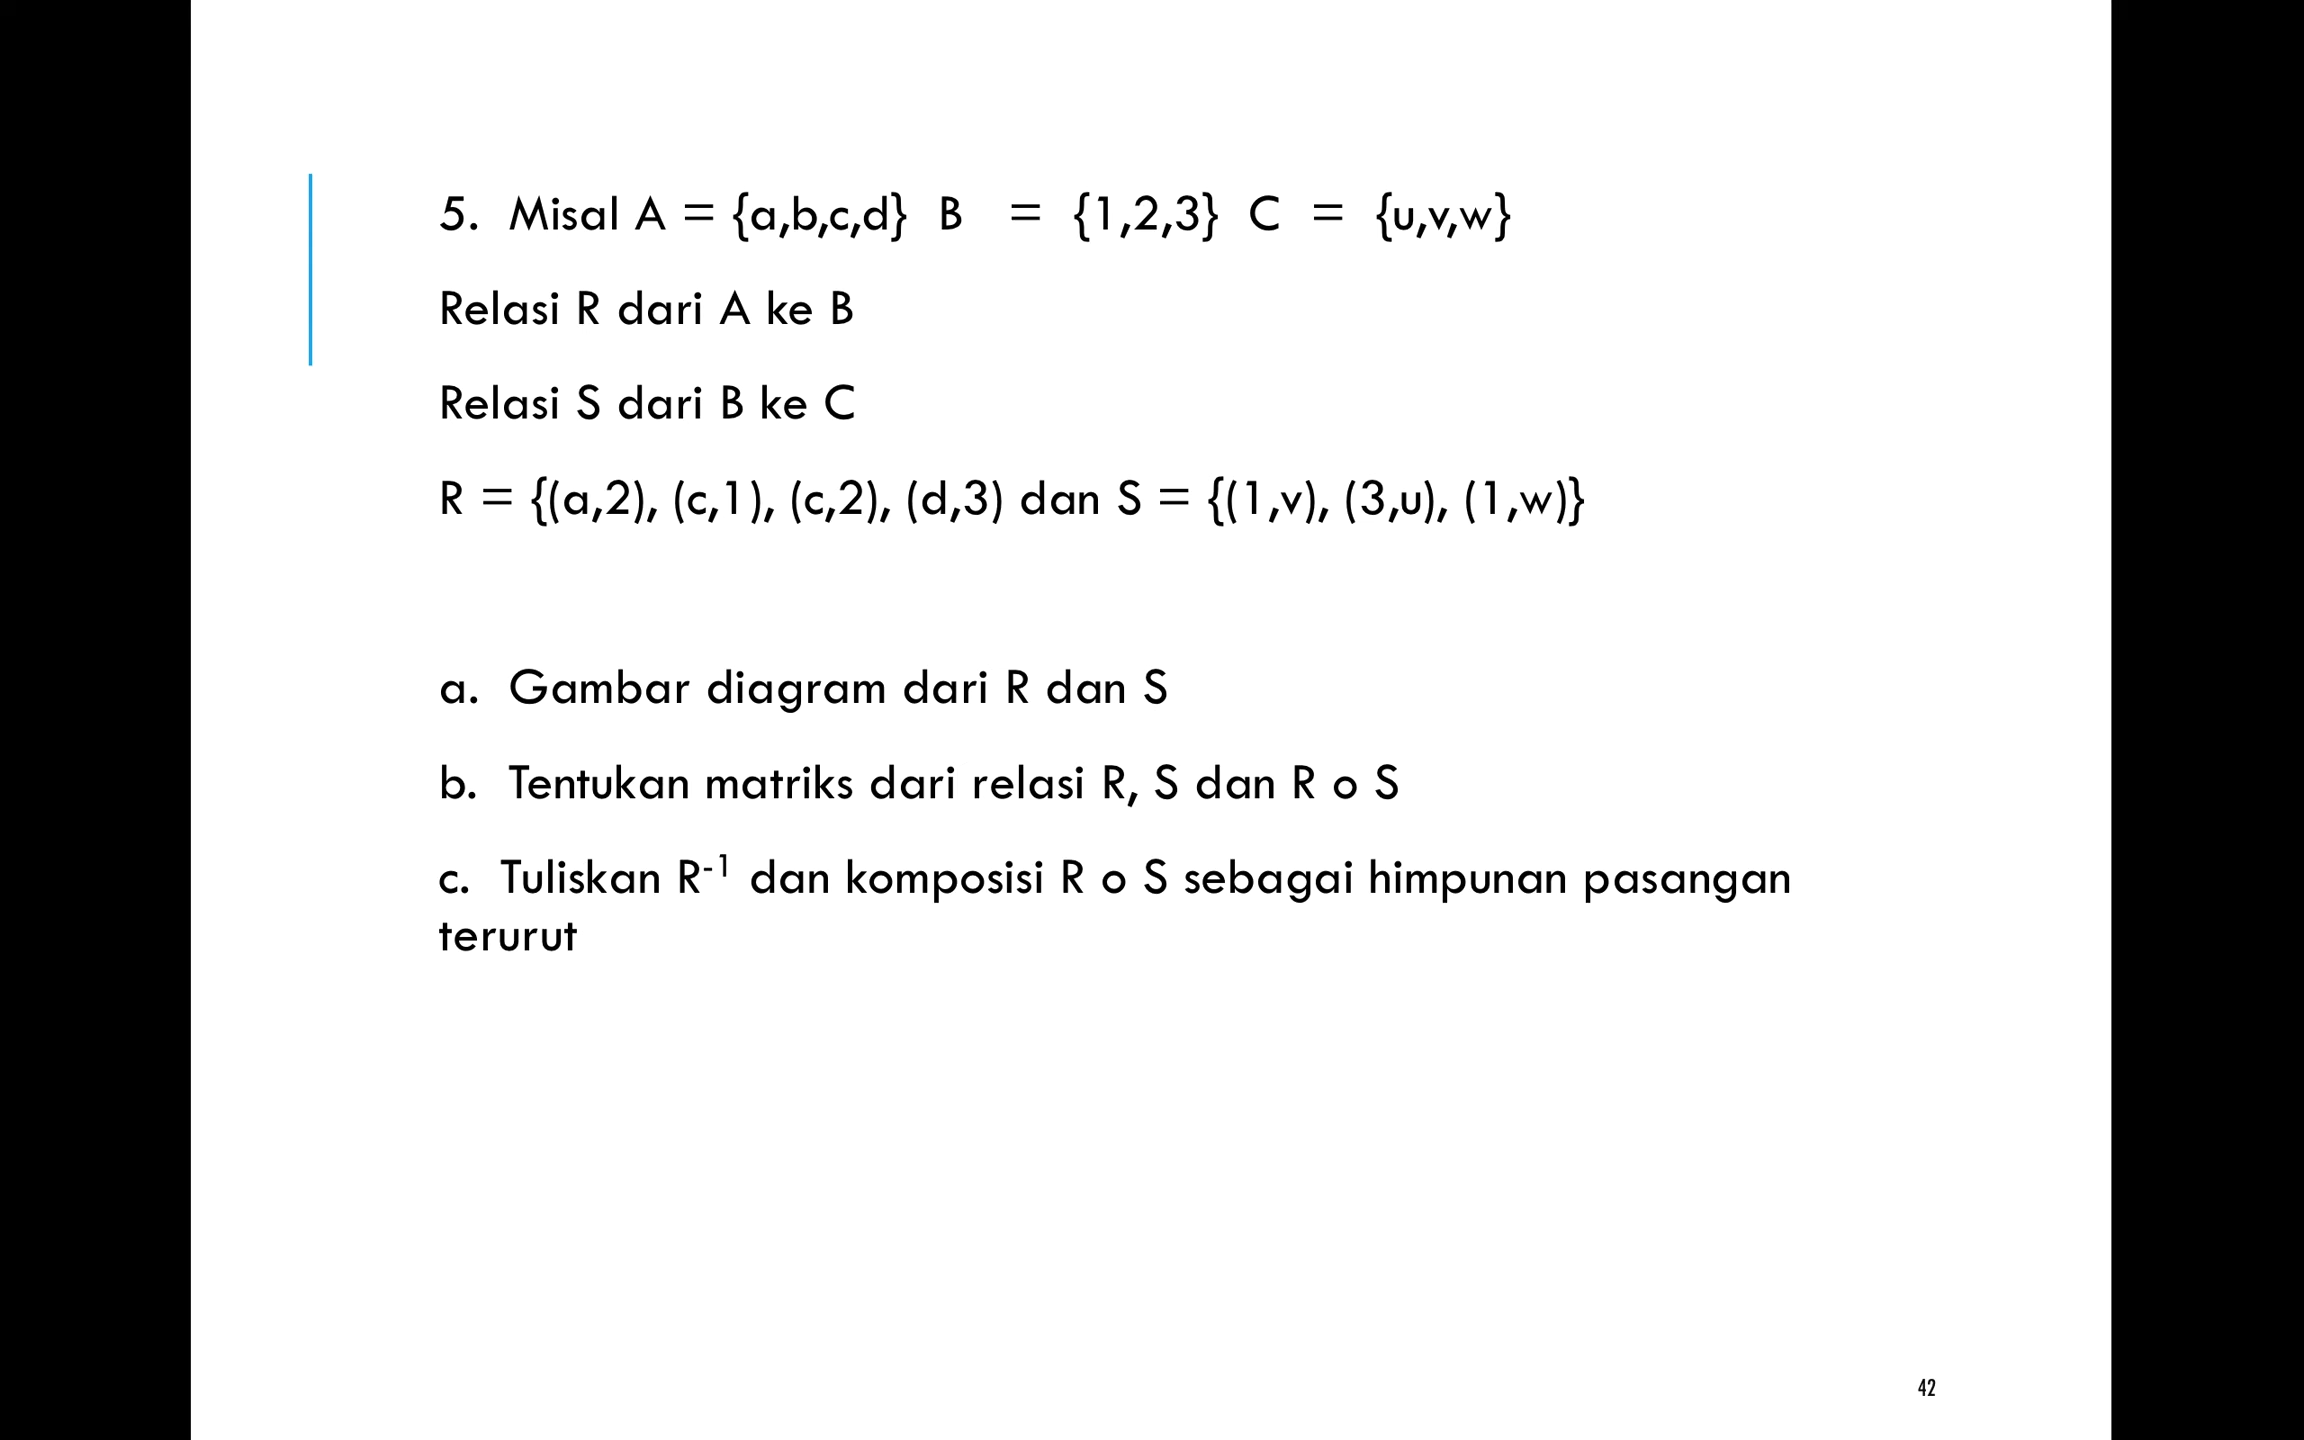 5. Misal A = {a,b,c,d} B = {1,2,3} C = {u,v,w}
Relasi R dari A ke B
Relasi S dari B ke C
R = {(a,2), (c,1), (c,2), (d,3) dan S = {(1,v), (3,u), (1,w)}
a. Gambar diagram dari R dan S
b. Tentukan matriks dari relasi R, S dan R o S
c. Tuliskan R⁻¹ dan komposisi R o S sebagai himpunan pasangan
terurut
42